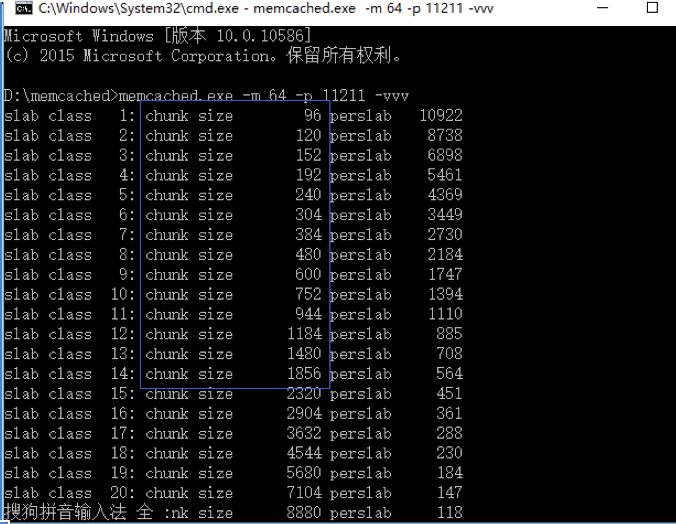 C:\Windows\System32\cmd.exe - memcached.exe -m 64 -p 11211 -vvv
Microsoft Windows [版本 10.0.10586]
(c) 2015 Microsoft Corporation。保留所有权利。
D:\memcached>memcached.exe -m 64 -p 11211 -vvv
slab class 1: chunk size 96 perslab 10922
slab class 2: chunk size 120 perslab 8738
slab class 3: chunk size 152 perslab 6898
slab class 4: chunk size 192 perslab 5461
slab class 5: chunk size 240 perslab 4369
slab class 6: chunk size 304 perslab 3449
slab class 7: chunk size 384 perslab 2730
slab class 8: chunk size 480 perslab 2184
slab class 9: chunk size 600 perslab 1747
slab class 10: chunk size 752 perslab 1394
slab class 11: chunk size 944 perslab 1110
slab class 12: chunk size 1184 perslab 885
slab class 13: chunk size 1480 perslab 708
slab class 14: chunk size 1856 perslab 564
slab class 15: chunk size 2320 perslab 451
slab class 16: chunk size 2904 perslab 361
slab class 17: chunk size 3632 perslab 288
slab class 18: chunk size 4544 perslab 230
slab class 19: chunk size 5680 perslab 184
slab class 20: chunk size 7104 perslab 147
搜狗拼音输入法 全 :nk size 8880 perslab 118